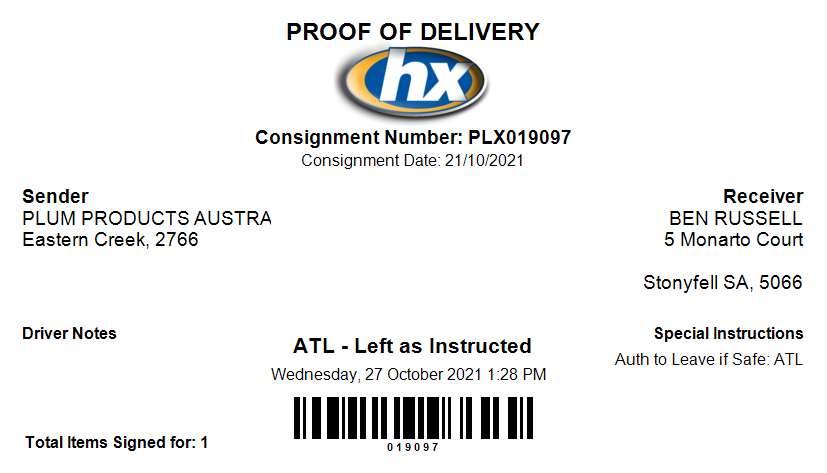 PROOF OF DELIVERY
hx
Consignment Number: PLX019097
Consignment Date: 21/10/2021
Sender
PLUM PRODUCTS AUSTRA
Eastern Creek, 2766
Receiver
BEN RUSSELL
5 Monarto Court
Stonyfell SA, 5066
Driver Notes
ATL - Left as Instructed
Wednesday, 27 October 2021 1:28 PM
Special Instructions
Auth to Leave if Safe: ATL
019097
Total Items Signed for: 1